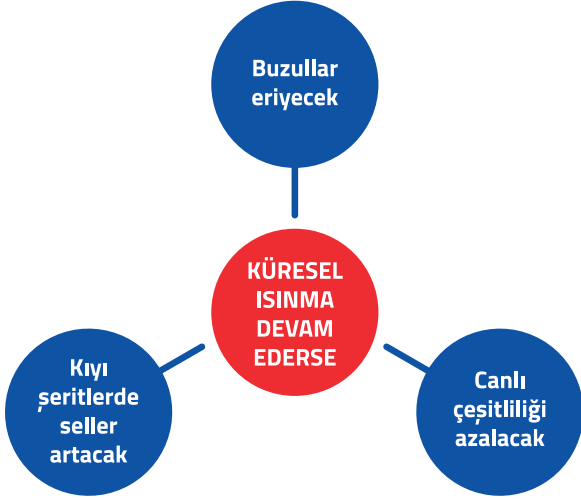 Buzullar
eriyecek
KÜRESEL
ISINMA
DEVAM
EDERSE
Kıyı
şeritlerde
seller
artacak
Canlı
çeşitliliği
azalacak